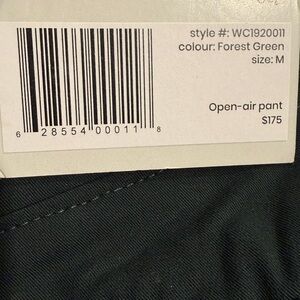 style #: WC1920011
colour: Forest Green
size: M
Open-air pant
$175
6 28554 00011 8